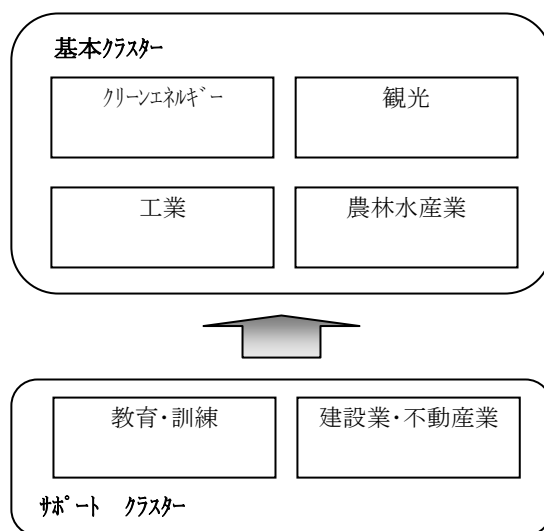 基本ｸﾗｽﾀｰ
ｸﾘｰﾝｴﾈﾙｷﾞｰ
観光
工業
農林水産業
教育・訓練
建設業・不動産業
ｻﾎﾟｰﾄ ｸﾗｽﾀｰ